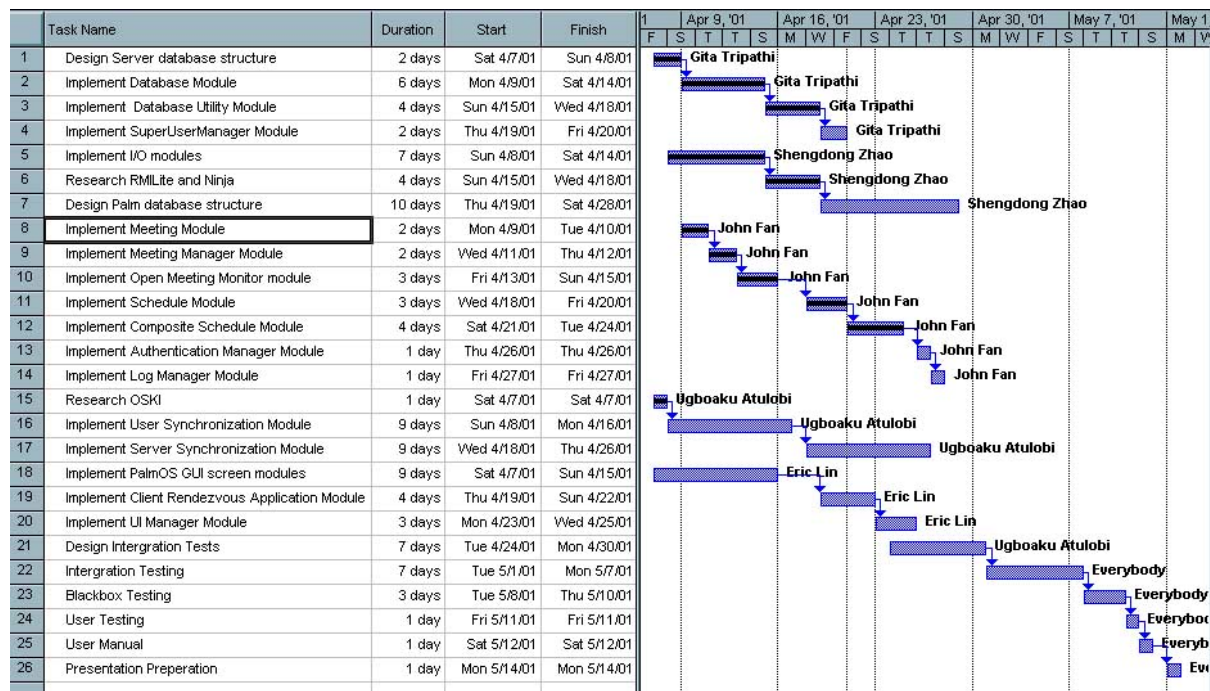 Task Name Duration Start Finish 1 Apr 9, '01 Apr 16, '01 Apr 23, '01 Apr 30, '01 May 7, '01 May 1
F S T T S M W F S T T S M W F S T T S M W
1 Design Server database structure 2 days Sat 4/7/01 Sun 4/8/01 Gita Tripathi
2 Implement Database Module 6 days Mon 4/9/01 Sat 4/14/01 Gita Tripathi
3 Implement Database Utility Module 4 days Sun 4/15/01 Wed 4/18/01 Gita Tripathi
4 Implement SuperUserManager Module 2 days Thu 4/19/01 Fri 4/20/01 Gita Tripathi
5 Implement I/O modules 7 days Sun 4/8/01 Sat 4/14/01 Shengdong Zhao
6 Research RMILite and Ninja 4 days Sun 4/15/01 Wed 4/18/01 Shengdong Zhao
7 Design Palm database structure 10 days Thu 4/19/01 Sat 4/28/01 Shengdong Zhao
8 Implement Meeting Module 2 days Mon 4/9/01 Tue 4/10/01 John Fan
9 Implement Meeting Manager Module 2 days Wed 4/11/01 Thu 4/12/01 John Fan
10 Implement Open Meeting Monitor module 3 days Fri 4/13/01 Sun 4/15/01 John Fan
11 Implement Schedule Module 3 days Wed 4/18/01 Fri 4/20/01 John Fan
12 Implement Composite Schedule Module 4 days Sat 4/21/01 Tue 4/24/01 John Fan
13 Implement Authentication Manager Module 1 day Thu 4/26/01 Thu 4/26/01 John Fan
14 Implement Log Manager Module 1 day Fri 4/27/01 Fri 4/27/01 John Fan
15 Research OSKI 1 day Sat 4/7/01 Sat 4/7/01 Ugboaku Atulobi
16 Implement User Synchronization Module 9 days Sun 4/8/01 Mon 4/16/01 Ugboaku Atulobi
17 Implement Server Synchronization Module 9 days Wed 4/18/01 Thu 4/26/01 Ugboaku Atulobi
18 Implement PalmOS GUI screen modules 9 days Sat 4/7/01 Sun 4/15/01 Eric Lin
19 Implement Client Rendezvous Application Module 4 days Thu 4/19/01 Sun 4/22/01 Eric Lin
20 Implement UI Manager Module 3 days Mon 4/23/01 Wed 4/25/01 Eric Lin
21 Design Intergration Tests 7 days Tue 4/24/01 Mon 4/30/01 Ugboaku Atulobi
22 Intergration Testing 7 days Tue 5/1/01 Mon 5/7/01 Everybody
23 Blackbox Testing 3 days Tue 5/8/01 Thu 5/10/01 Everybody
24 User Testing 1 day Fri 5/11/01 Fri 5/11/01 Everyboc
25 User Manual 1 day Sat 5/12/01 Sat 5/12/01 Everyb
26 Presentation Preperation 1 day Mon 5/14/01 Mon 5/14/01 Eve